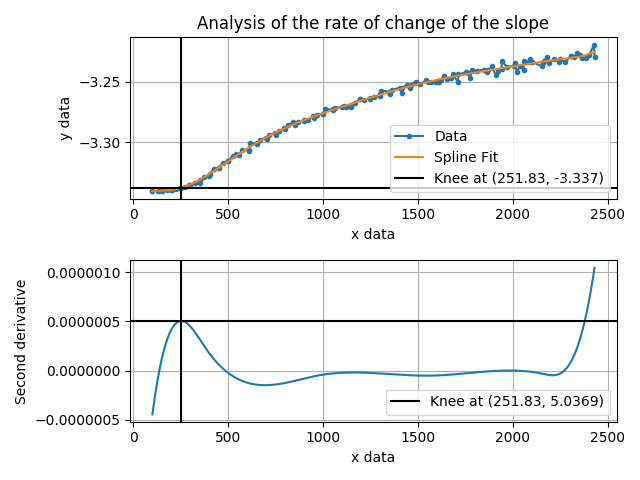 Analysis of the rate of change of the slope
y data
−3.25
−3.30
Data
Spline Fit
Knee at (251.83, -3.337)
0 500 1000 1500 2000 2500
x data
Second derivative
0.0000010
0.0000005
0.0000000
−0.0000005
Knee at (251.83, 5.0369)
0 500 1000 1500 2000 2500
x data